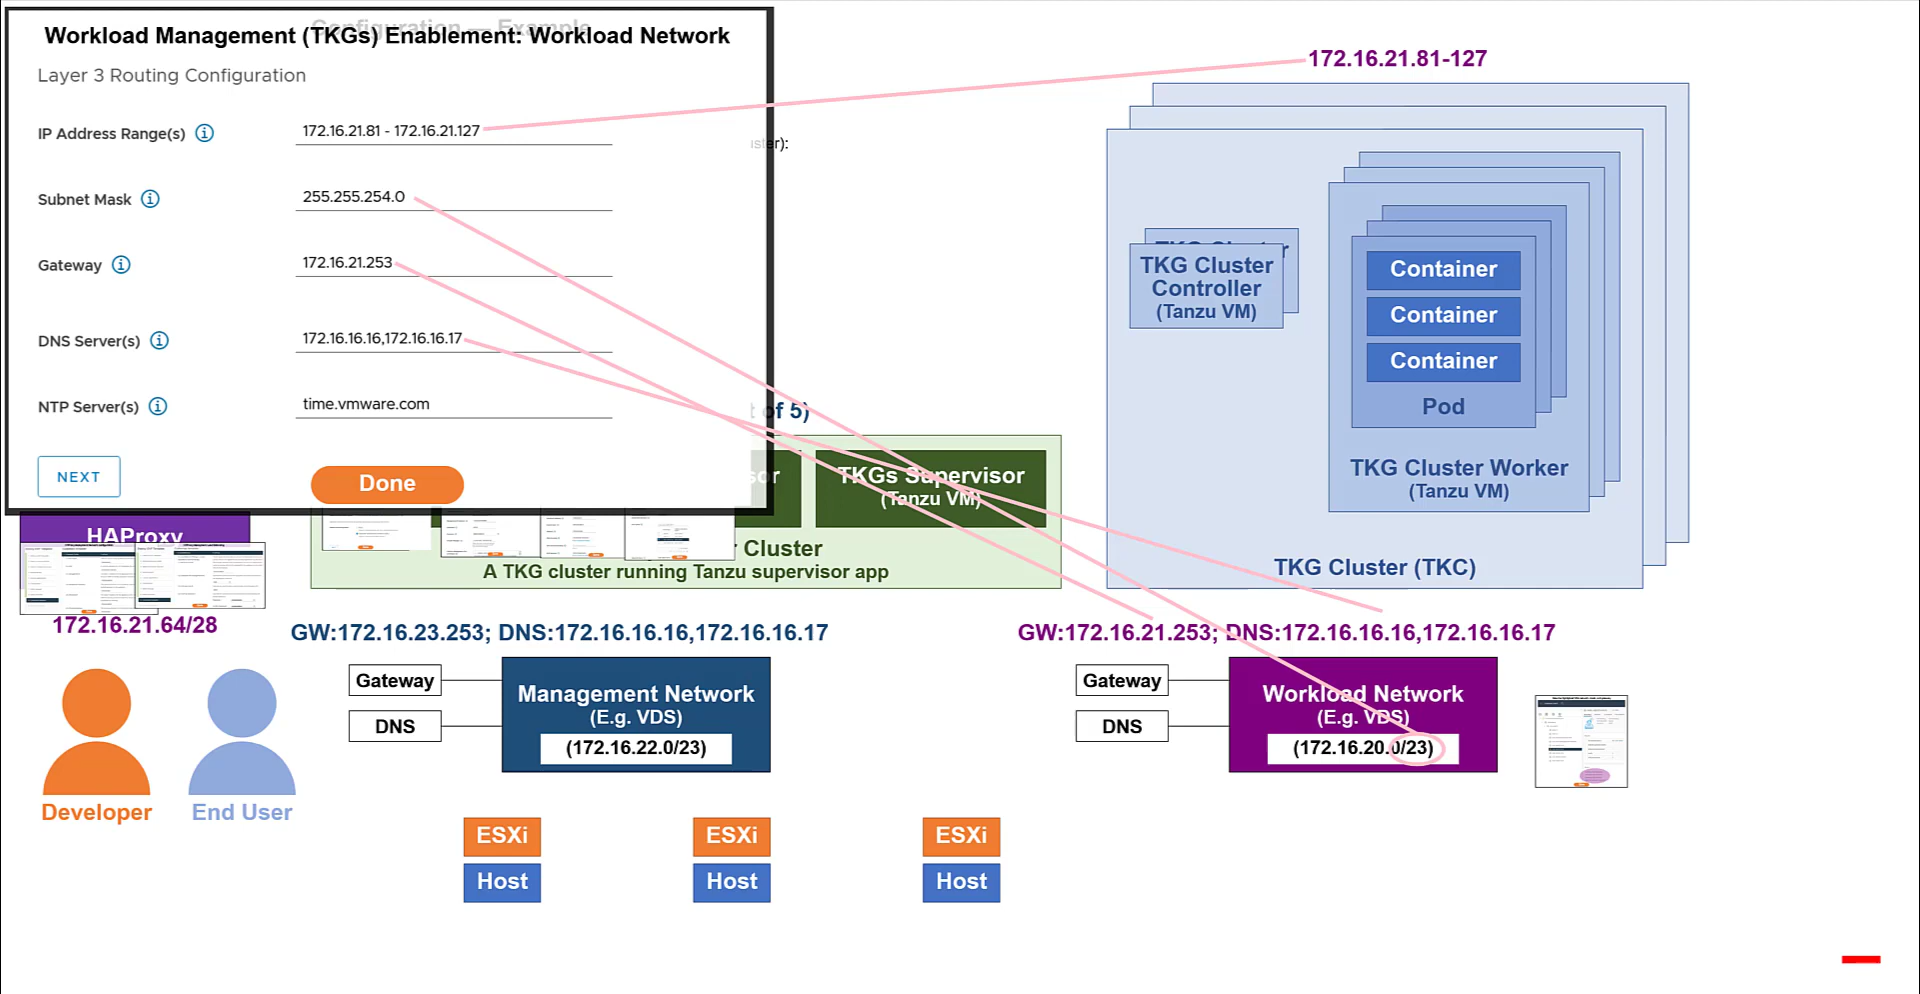 Configuration — Example
Workload Management (TKGs) Enablement: Workload Network
Layer 3 Routing Configuration
IP Address Range(s)
172.16.21.81 - 172.16.21.127
Subnet Mask
255.255.254.0
Gateway
172.16.21.253
DNS Server(s)
172.16.16.16,172.16.16.17
NTP Server(s)
time.vmware.com
NEXT
Done
of 5)
172.16.21.81-127
TKG Cluster
TKG Cluster
Controller
(Tanzu VM)
Container
Container
Container
Pod
TKG Cluster Worker
(Tanzu VM)
TKG Cluster (TKC)
TKGs Supervisor
(Tanzu VM)
Cluster
A TKG cluster running Tanzu supervisor app
HAProxy
172.16.21.64/28
GW:172.16.23.253; DNS:172.16.16.16,172.16.16.17
GW:172.16.21.253; DNS:172.16.16.16,172.16.16.17
Gateway
DNS
Management Network
(E.g. VDS)
(172.16.22.0/23)
Gateway
DNS
Workload Network
(E.g. VDS)
(172.16.20.0/23)
Developer
End User
ESXi
Host
ESXi
Host
ESXi
Host